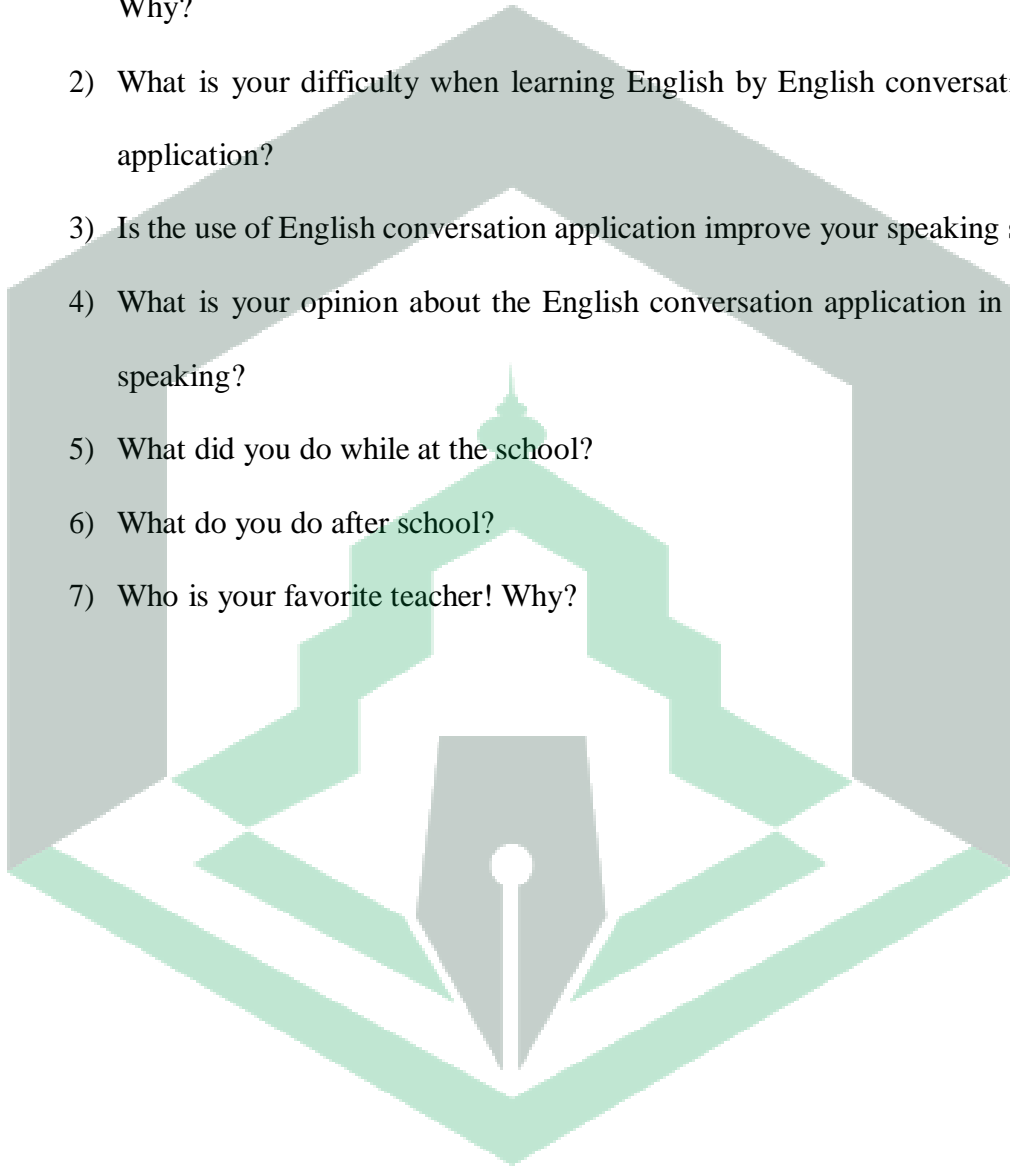 Why?
2) What is your difficulty when learning English by English
application?
3) Is the use of English conversation application improve your speaking
4) What is your opinion about the English conversation application in
speaking?
5) What did you do while at the school?
6) What do you do after school?
7) Who is your favorite teacher! Why?